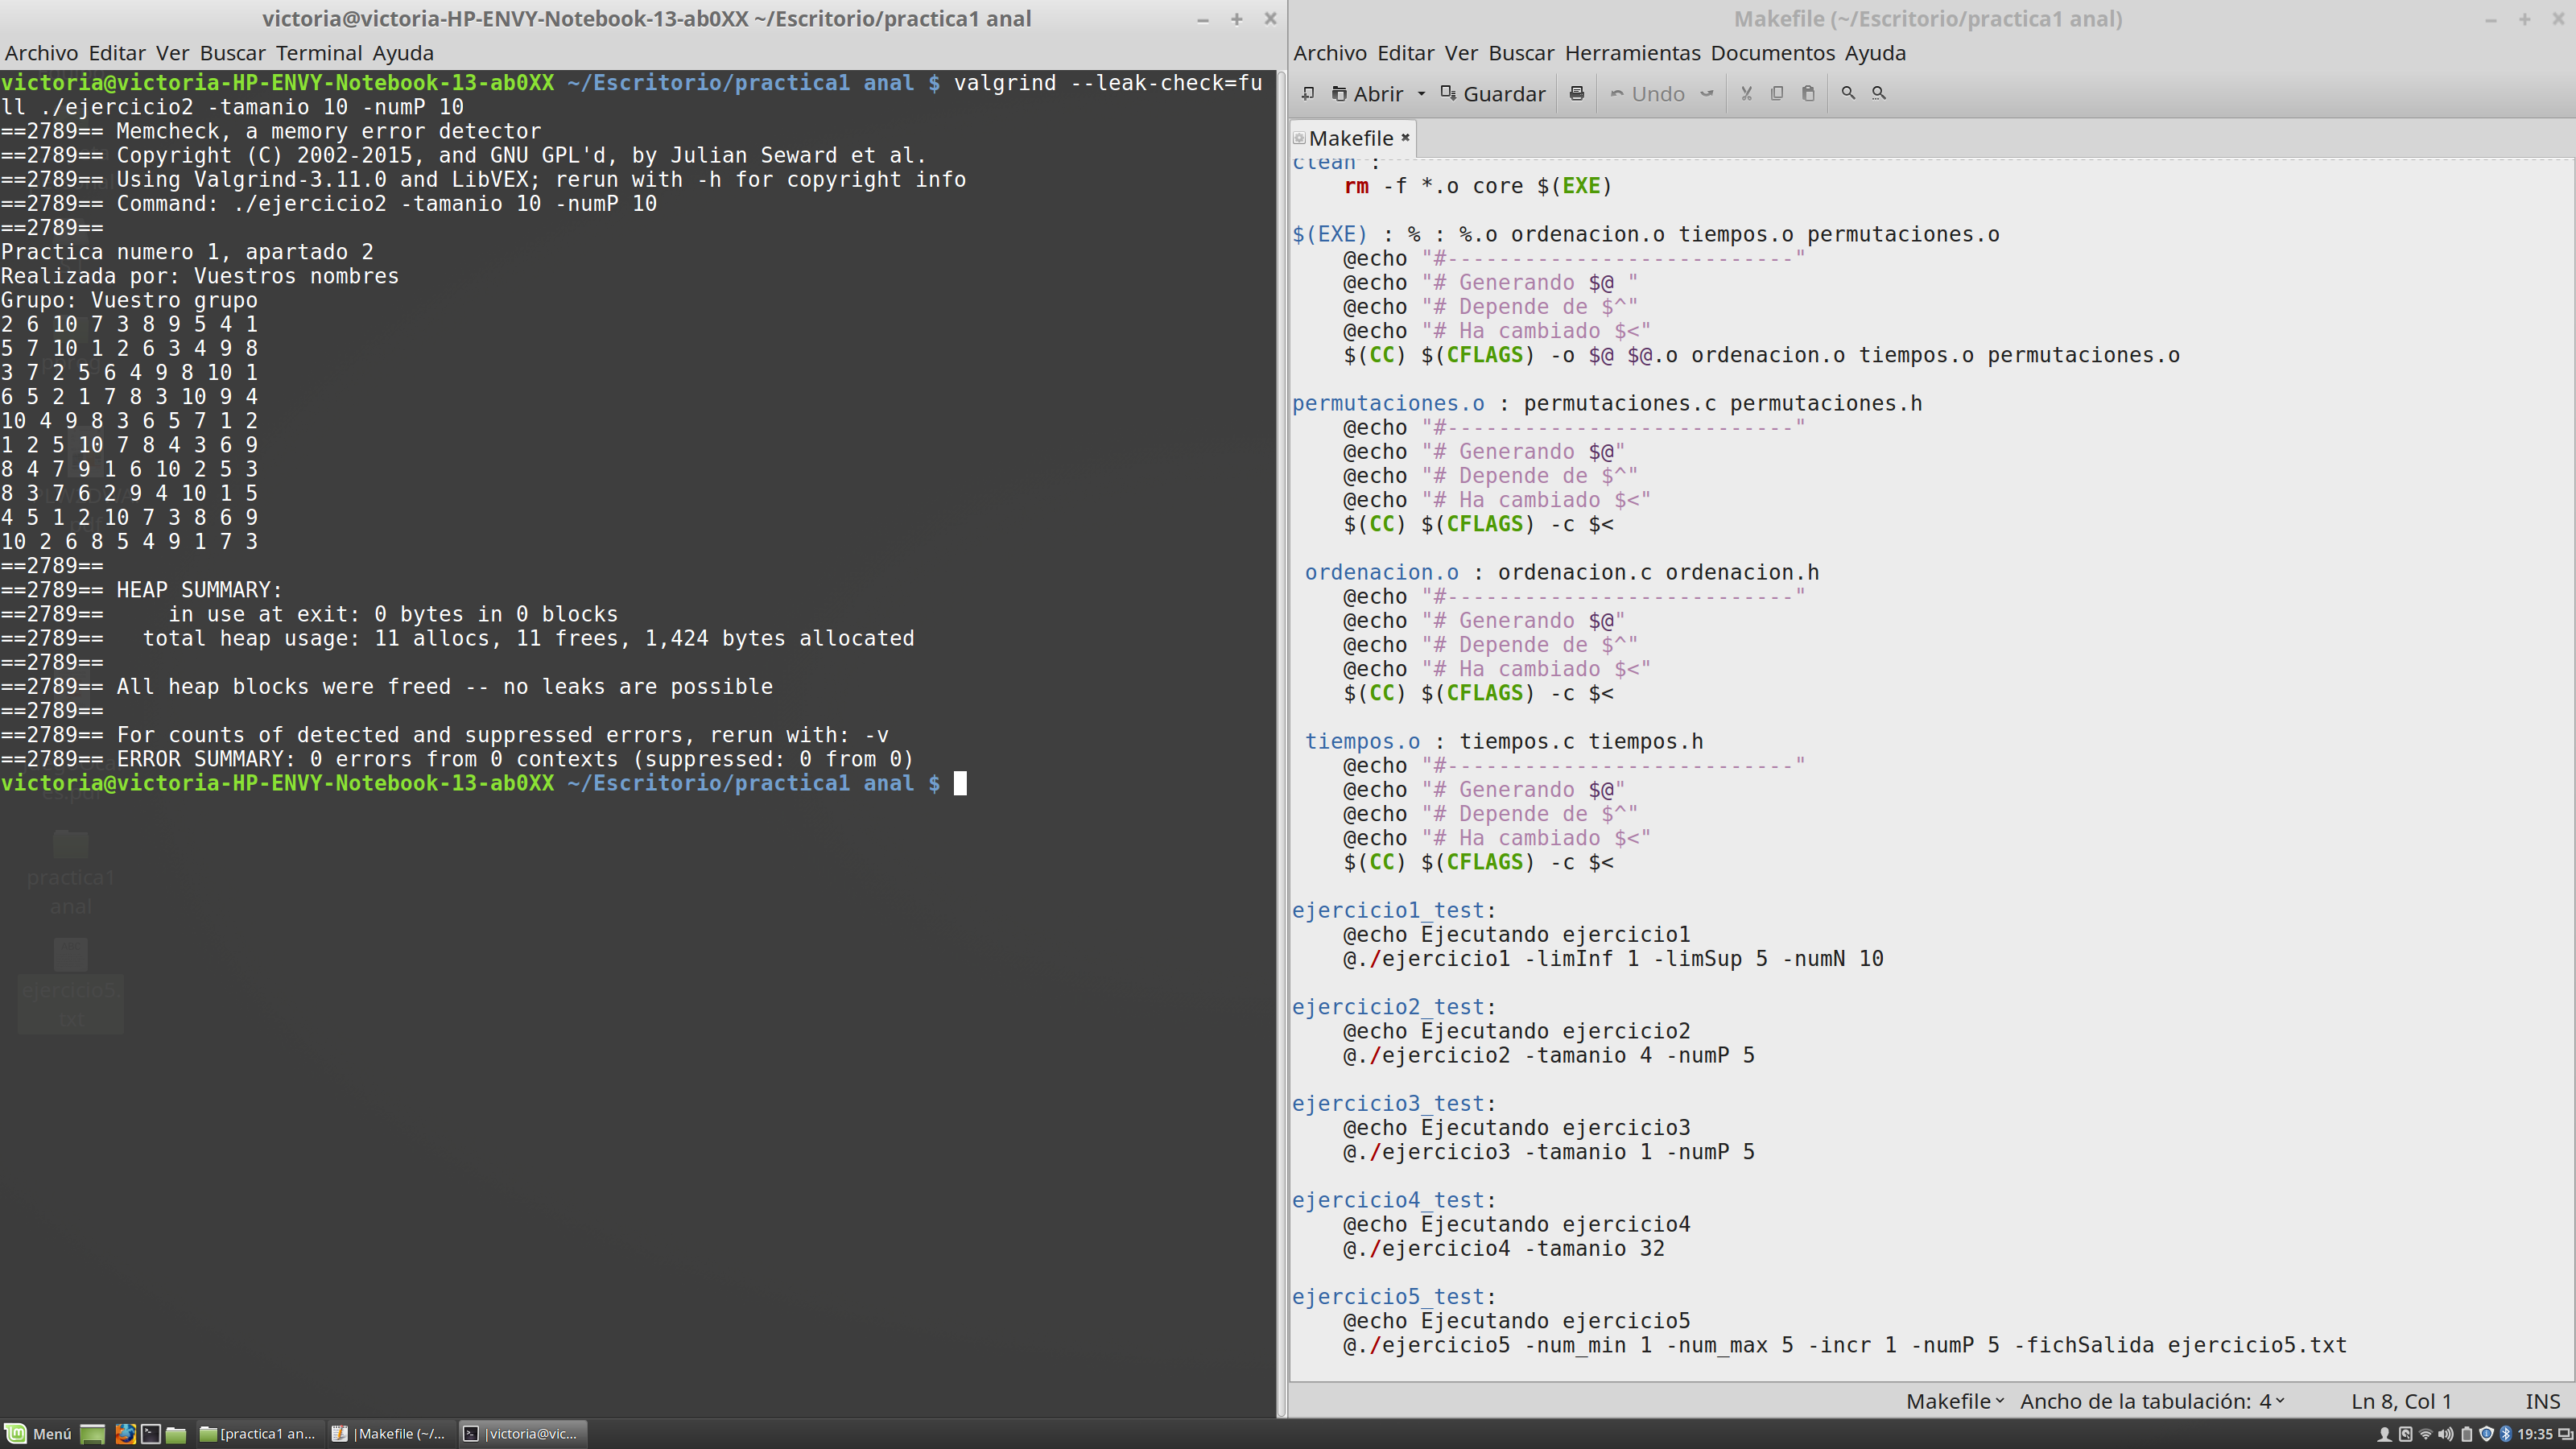 victoria@victoria-HP-ENVY-Notebook-13-ab0XX ~/Escritorio/practica1 anal
Archivo Editar Ver Buscar Terminal Ayuda
victoria@victoria-HP-ENVY-Notebook-13-ab0XX ~/Escritorio/practica1 anal $ valgrind --leak-check=fu
ll ./ejercicio2 -tamanio 10 -numP 10
==2789== Memcheck, a memory error detector
==2789== Copyright (C) 2002-2015, and GNU GPL'd, by Julian Seward et al.
==2789== Using Valgrind-3.11.0 and LibVEX; rerun with -h for copyright info
==2789== Command: ./ejercicio2 -tamanio 10 -numP 10
==2789==
Practica numero 1, apartado 2
Realizada por: Vuestros nombres
Grupo: Vuestro grupo
2 6 10 7 3 8 9 5 4 1
5 7 10 1 2 6 3 4 9 8
3 7 2 5 6 4 9 8 10 1
6 5 2 1 7 8 3 10 9 4
10 4 9 8 3 6 5 7 1 2
1 2 5 10 7 8 4 3 6 9
8 4 7 9 1 6 10 2 5 3
8 3 7 6 2 9 4 10 1 5
4 5 1 2 10 7 3 8 6 9
10 2 6 8 5 4 9 1 7 3
==2789==
==2789== HEAP SUMMARY:
==2789==     in use at exit: 0 bytes in 0 blocks
==2789==   total heap usage: 11 allocs, 11 frees, 1,424 bytes allocated
==2789==
==2789== All heap blocks were freed -- no leaks are possible
==2789==
==2789== For counts of detected and suppressed errors, rerun with: -v
==2789== ERROR SUMMARY: 0 errors from 0 contexts (suppressed: 0 from 0)
victoria@victoria-HP-ENVY-Notebook-13-ab0XX ~/Escritorio/practica1 anal $
practica1
anal
ejercicio5.
txt
Makefile (~/Escritorio/practica1 anal)
Archivo Editar Ver Buscar Herramientas Documentos Ayuda
Abrir Guardar Undo
Makefile
clean :
    rm -f *.o core $(EXE)
$(EXE) : % : %.o ordenacion.o tiempos.o permutaciones.o
    @echo "#---------------------------"
    @echo "# Generando $@ "
    @echo "# Depende de $^"
    @echo "# Ha cambiado $<"
    $(CC) $(CFLAGS) -o $@ $@.o ordenacion.o tiempos.o permutaciones.o
permutaciones.o : permutaciones.c permutaciones.h
    @echo "#---------------------------"
    @echo "# Generando $@"
    @echo "# Depende de $^"
    @echo "# Ha cambiado $<"
    $(CC) $(CFLAGS) -c $<
 ordenacion.o : ordenacion.c ordenacion.h
    @echo "#---------------------------"
    @echo "# Generando $@"
    @echo "# Depende de $^"
    @echo "# Ha cambiado $<"
    $(CC) $(CFLAGS) -c $<
 tiempos.o : tiempos.c tiempos.h
    @echo "#---------------------------"
    @echo "# Generando $@"
    @echo "# Depende de $^"
    @echo "# Ha cambiado $<"
    $(CC) $(CFLAGS) -c $<
ejercicio1_test:
    @echo Ejecutando ejercicio1
    @./ejercicio1 -limInf 1 -limSup 5 -numN 10
ejercicio2_test:
    @echo Ejecutando ejercicio2
    @./ejercicio2 -tamanio 4 -numP 5
ejercicio3_test:
    @echo Ejecutando ejercicio3
    @./ejercicio3 -tamanio 1 -numP 5
ejercicio4_test:
    @echo Ejecutando ejercicio4
    @./ejercicio4 -tamanio 32
ejercicio5_test:
    @echo Ejecutando ejercicio5
    @./ejercicio5 -num_min 1 -num_max 5 -incr 1 -numP 5 -fichSalida ejercicio5.txt
Makefile Ancho de la tabulación: 4 Ln 8, Col 1 INS
Menú [practica1 an... |Makefile (~/... |victoria@vic... 19:35